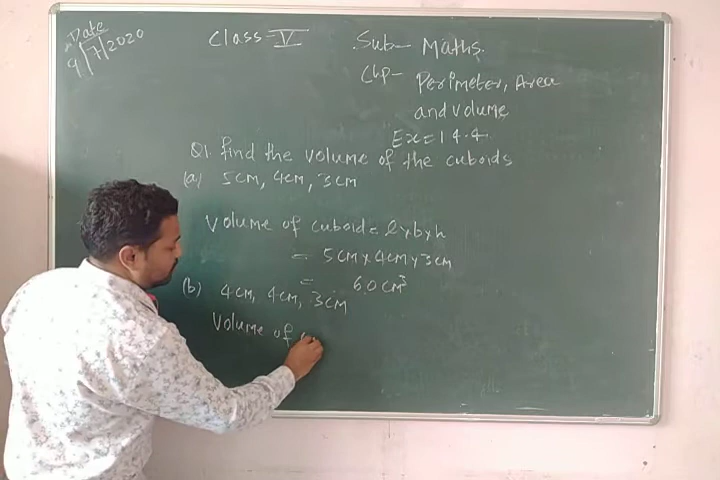 Date
9/7/2020
Class-V
Sub- Maths.
Chp- Perimeter, Area
and volume
Ex=14.4
Q1. find the volume of the cuboids
(a) 5cm, 4cm, 3cm
Volume of cuboid = l×b×h
= 5cm×4cm×3cm
= 60cm³
(b) 4cm, 4cm, 3cm
Volume of